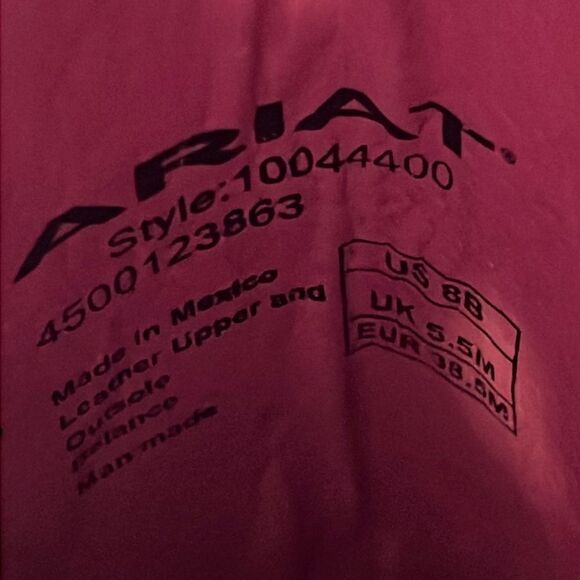 ARIAT
Style: 10044400
4500123863
Made in Mexico
Leather Upper and
Outsole
Balance
Man made
US 8B
UK 5.5M
EUR 38.5M